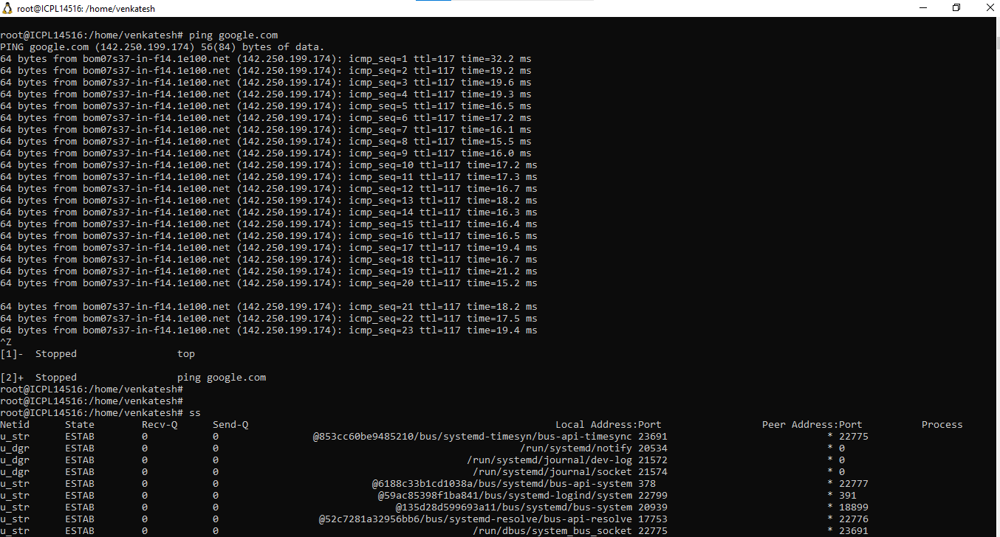 root@ICPL14516: /home/venkatesh
root@ICPL14516:/home/venkatesh# ping google.com
PING google.com (142.250.199.174) 56(84) bytes of data.
64 bytes from bom07s37-in-f14.1e100.net (142.250.199.174): icmp_seq=1 ttl=117 time=32.2 ms
64 bytes from bom07s37-in-f14.1e100.net (142.250.199.174): icmp_seq=2 ttl=117 time=19.2 ms
64 bytes from bom07s37-in-f14.1e100.net (142.250.199.174): icmp_seq=3 ttl=117 time=19.6 ms
64 bytes from bom07s37-in-f14.1e100.net (142.250.199.174): icmp_seq=4 ttl=117 time=19.3 ms
64 bytes from bom07s37-in-f14.1e100.net (142.250.199.174): icmp_seq=5 ttl=117 time=16.5 ms
64 bytes from bom07s37-in-f14.1e100.net (142.250.199.174): icmp_seq=6 ttl=117 time=17.2 ms
64 bytes from bom07s37-in-f14.1e100.net (142.250.199.174): icmp_seq=7 ttl=117 time=16.1 ms
64 bytes from bom07s37-in-f14.1e100.net (142.250.199.174): icmp_seq=8 ttl=117 time=15.5 ms
64 bytes from bom07s37-in-f14.1e100.net (142.250.199.174): icmp_seq=9 ttl=117 time=16.0 ms
64 bytes from bom07s37-in-f14.1e100.net (142.250.199.174): icmp_seq=10 ttl=117 time=17.2 ms
64 bytes from bom07s37-in-f14.1e100.net (142.250.199.174): icmp_seq=11 ttl=117 time=17.3 ms
64 bytes from bom07s37-in-f14.1e100.net (142.250.199.174): icmp_seq=12 ttl=117 time=16.7 ms
64 bytes from bom07s37-in-f14.1e100.net (142.250.199.174): icmp_seq=13 ttl=117 time=18.2 ms
64 bytes from bom07s37-in-f14.1e100.net (142.250.199.174): icmp_seq=14 ttl=117 time=16.3 ms
64 bytes from bom07s37-in-f14.1e100.net (142.250.199.174): icmp_seq=15 ttl=117 time=16.4 ms
64 bytes from bom07s37-in-f14.1e100.net (142.250.199.174): icmp_seq=16 ttl=117 time=16.5 ms
64 bytes from bom07s37-in-f14.1e100.net (142.250.199.174): icmp_seq=17 ttl=117 time=19.4 ms
64 bytes from bom07s37-in-f14.1e100.net (142.250.199.174): icmp_seq=18 ttl=117 time=16.7 ms
64 bytes from bom07s37-in-f14.1e100.net (142.250.199.174): icmp_seq=19 ttl=117 time=21.2 ms
64 bytes from bom07s37-in-f14.1e100.net (142.250.199.174): icmp_seq=20 ttl=117 time=15.2 ms
64 bytes from bom07s37-in-f14.1e100.net (142.250.199.174): icmp_seq=21 ttl=117 time=18.2 ms
64 bytes from bom07s37-in-f14.1e100.net (142.250.199.174): icmp_seq=22 ttl=117 time=17.5 ms
64 bytes from bom07s37-in-f14.1e100.net (142.250.199.174): icmp_seq=23 ttl=117 time=19.4 ms
^Z
[1]- Stopped top
[2]+ Stopped ping google.com
root@ICPL14516:/home/venkatesh#
root@ICPL14516:/home/venkatesh#
root@ICPL14516:/home/venkatesh# ss
Netid State Recv-Q Send-Q Local Address:Port Peer Address:Port Process
u_str ESTAB 0 0 @853cc60be9485210/bus/systemd-timesyn/bus-api-timesync 23691 * 22775
u_dgr ESTAB 0 0 /run/systemd/notify 20534 * 0
u_dgr ESTAB 0 0 /run/systemd/journal/dev-log 21572 * 0
u_dgr ESTAB 0 0 /run/systemd/journal/socket 21574 * 0
u_str ESTAB 0 0 @6188c33b1cd1038a/bus/systemd/bus-api-system 378 * 22777
u_str ESTAB 0 0 @59ac85398f1ba841/bus/systemd-logind/system 22799 * 391
u_str ESTAB 0 0 @135d28d599693a11/bus/systemd/bus-system 20939 * 18899
u_str ESTAB 0 0 @52c7281a32956bb6/bus/systemd-resolve/bus-api-resolve 17753 * 22776
u_str ESTAB 0 0 /run/dbus/system_bus_socket 22775 * 23691